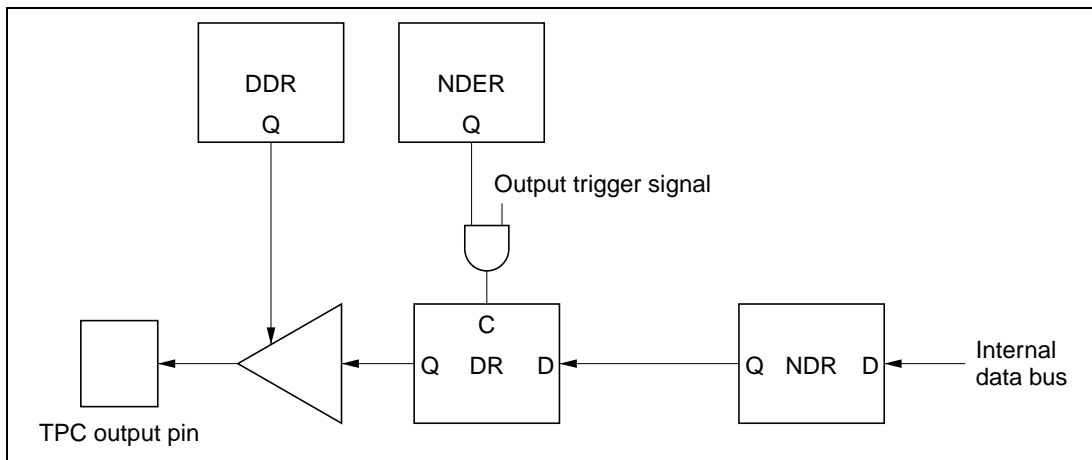 DDR
Q
NDER
Q
Output trigger signal
C
Q DR D
Q NDR D
Internal
data bus
TPC output pin